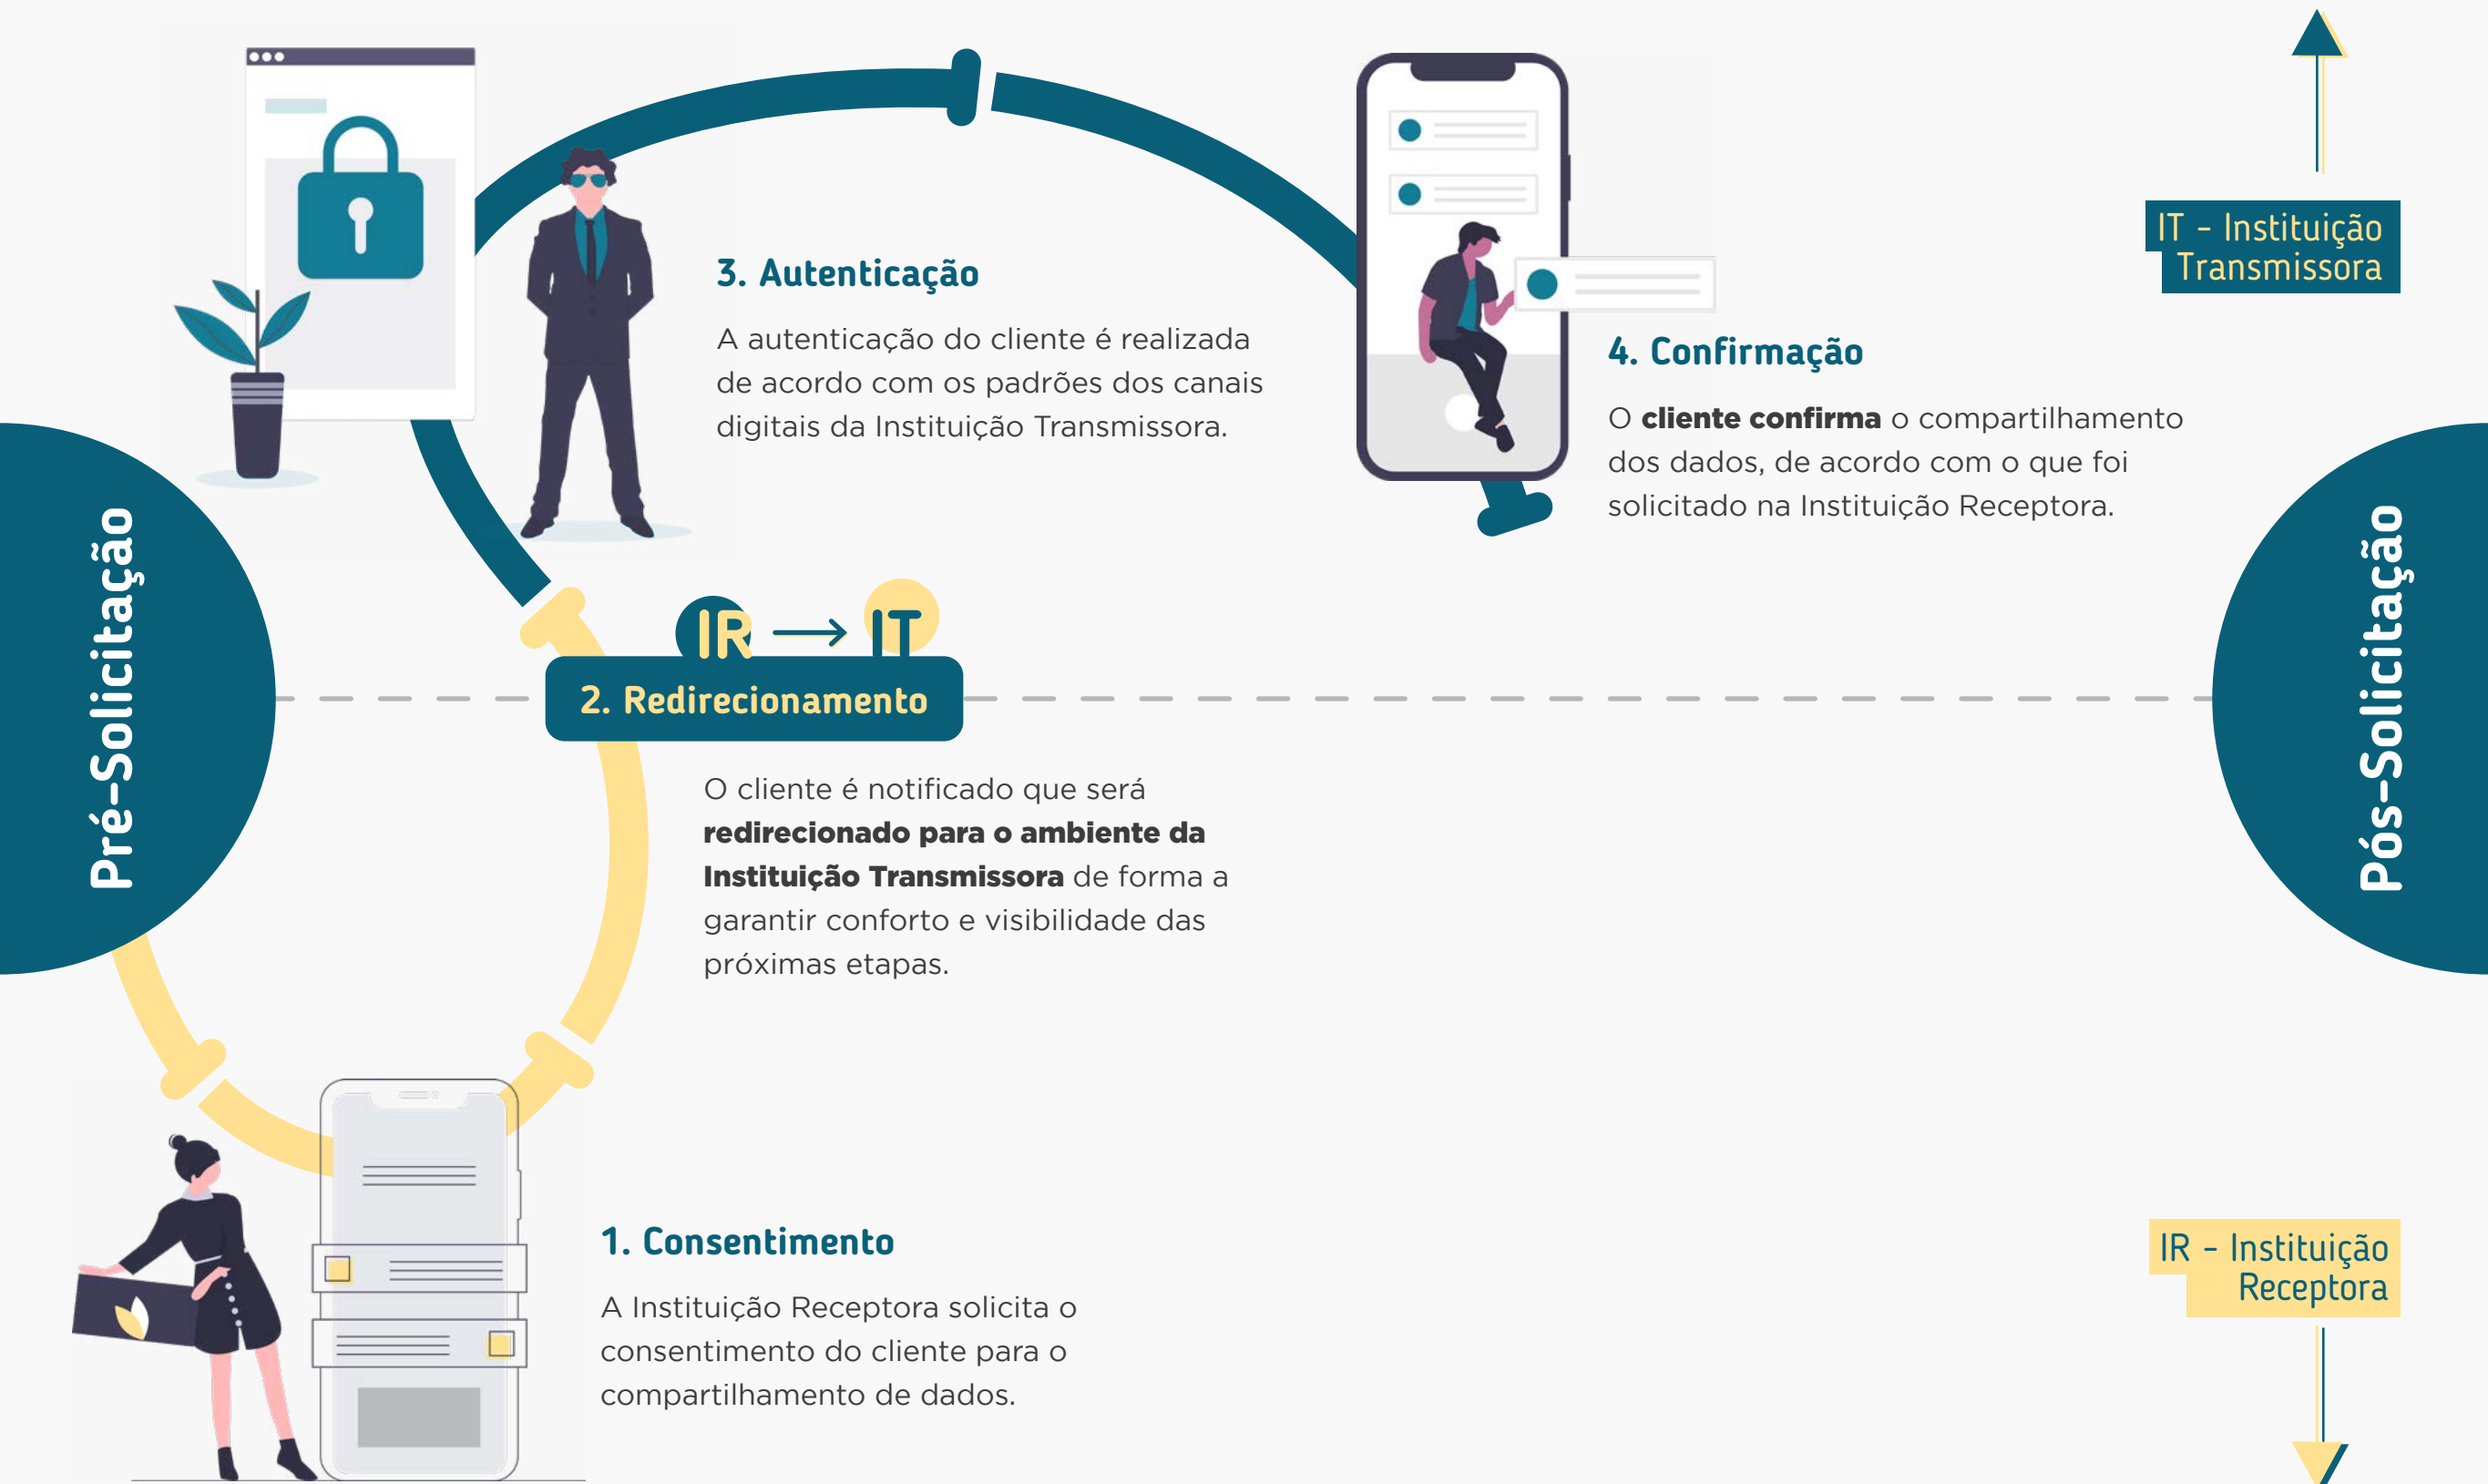 IT - Instituição
Transmissora
3. Autenticação
A autenticação do cliente é realizada
de acordo com os padrões dos canais
digitais da Instituição Transmissora.
4. Confirmação
O cliente confirma o compartilhamento
dos dados, de acordo com o que foi
solicitado na Instituição Receptora.
Pré-Solicitação
Pós-Solicitação
IR → IT
2. Redirecionamento
O cliente é notificado que será
redirecionado para o ambiente da
Instituição Transmissora de forma a
garantir conforto e visibilidade das
próximas etapas.
1. Consentimento
A Instituição Receptora solicita o
consentimento do cliente para o
compartilhamento de dados.
IR - Instituição
Receptora